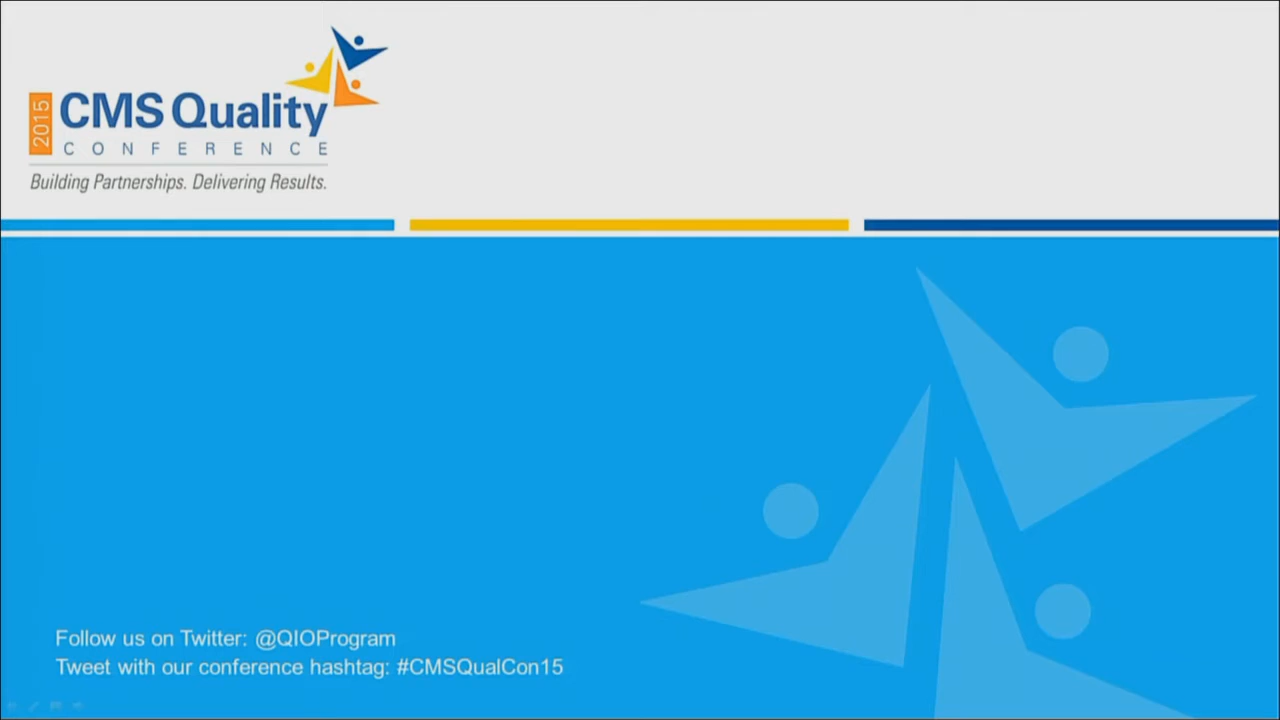 2015
CMS Quality
CONFERENCE
Building Partnerships. Delivering Results.
Follow us on Twitter: @QIOProgram
Tweet with our conference hashtag: #CMSQualCon15